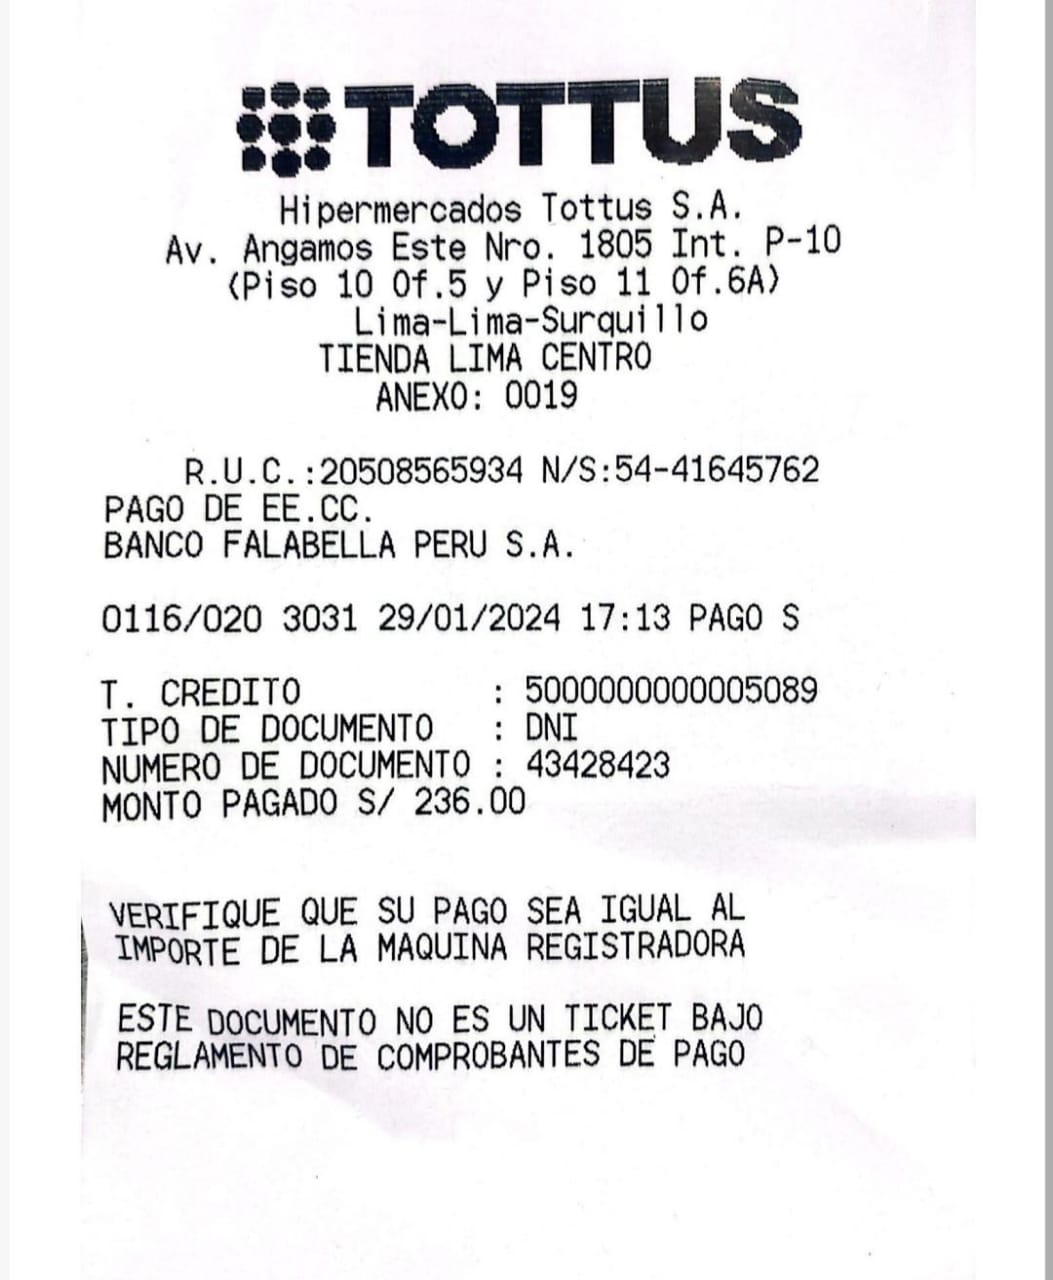 TOTTUS
Hipermercados Tottus S.A.
Av. Angamos Este Nro. 1805 Int. P-10
(Piso 10 Of.5 y Piso 11 Of.6A)
Lima-Lima-Surquillo
TIENDA LIMA CENTRO
ANEXO: 0019
R.U.C.:20508565934 N/S:54-41645762
PAGO DE EE.CC.
BANCO FALABELLA PERU S.A.
0116/020 3031 29/01/2024 17:13 PAGO S
T. CREDITO : 5000000000005089
TIPO DE DOCUMENTO : DNI
NUMERO DE DOCUMENTO : 43428423
MONTO PAGADO S/ 236.00
VERIFIQUE QUE SU PAGO SEA IGUAL AL
IMPORTE DE LA MAQUINA REGISTRADORA
ESTE DOCUMENTO NO ES UN TICKET BAJO
REGLAMENTO DE COMPROBANTES DE PAGO